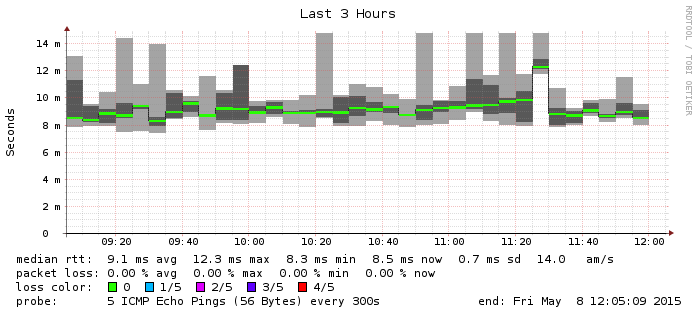 Last 3 Hours
RRDTOOL / TOBI OETIKER
Seconds
14 m
12 m
10 m
8 m
6 m
4 m
2 m
0
09:20 09:40 10:00 10:20 10:40 11:00 11:20 11:40 12:00
median rtt: 9.1 ms avg 12.3 ms max 8.3 ms min 8.5 ms now 0.7 ms sd 14.0 am/s
packet loss: 0.00 % avg 0.00 % max 0.00 % min 0.00 % now
loss color: 0 1/5 2/5 3/5 4/5
probe: 5 ICMP Echo Pings (56 Bytes) every 300s end: Fri May 8 12:05:09 2015